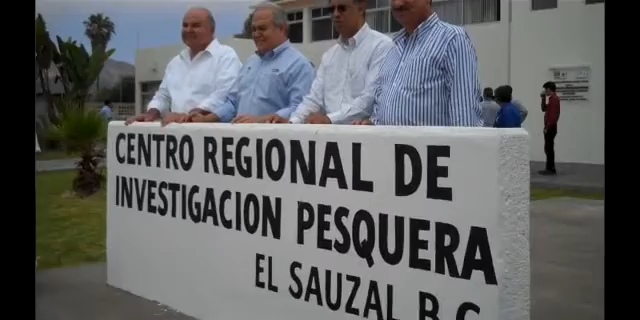 CENTRO REGIONAL DE
INVESTIGACION PESQUERA
EL SAUZAL B.C.